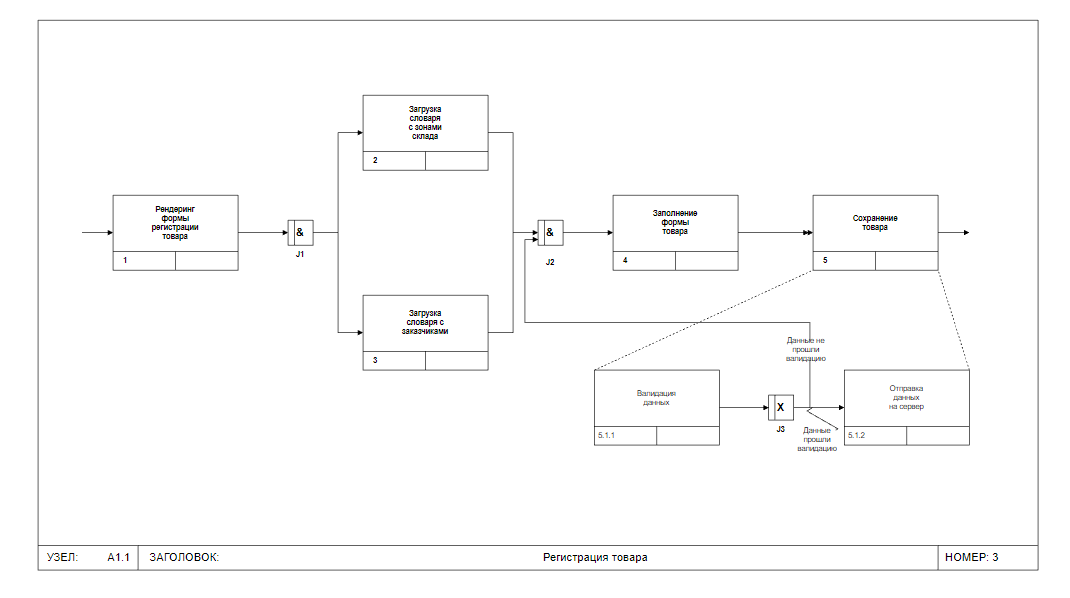 Загрузка
словаря
с зонами
склада
2
Рендеринг
формы
регистрации
товара
1
&
J1
Загрузка
словаря с
заказчиками
3
&
J2
Заполнение
формы
товара
4
Сохранение
товара
5
Данные не
прошли
валидацию
Валидация
данных
5.1.1
X
J3
Данные
прошли
валидацию
Отправка
данных
на сервер
5.1.2
УЗЕЛ: A1.1 ЗАГОЛОВОК: Регистрация товара НОМЕР: 3